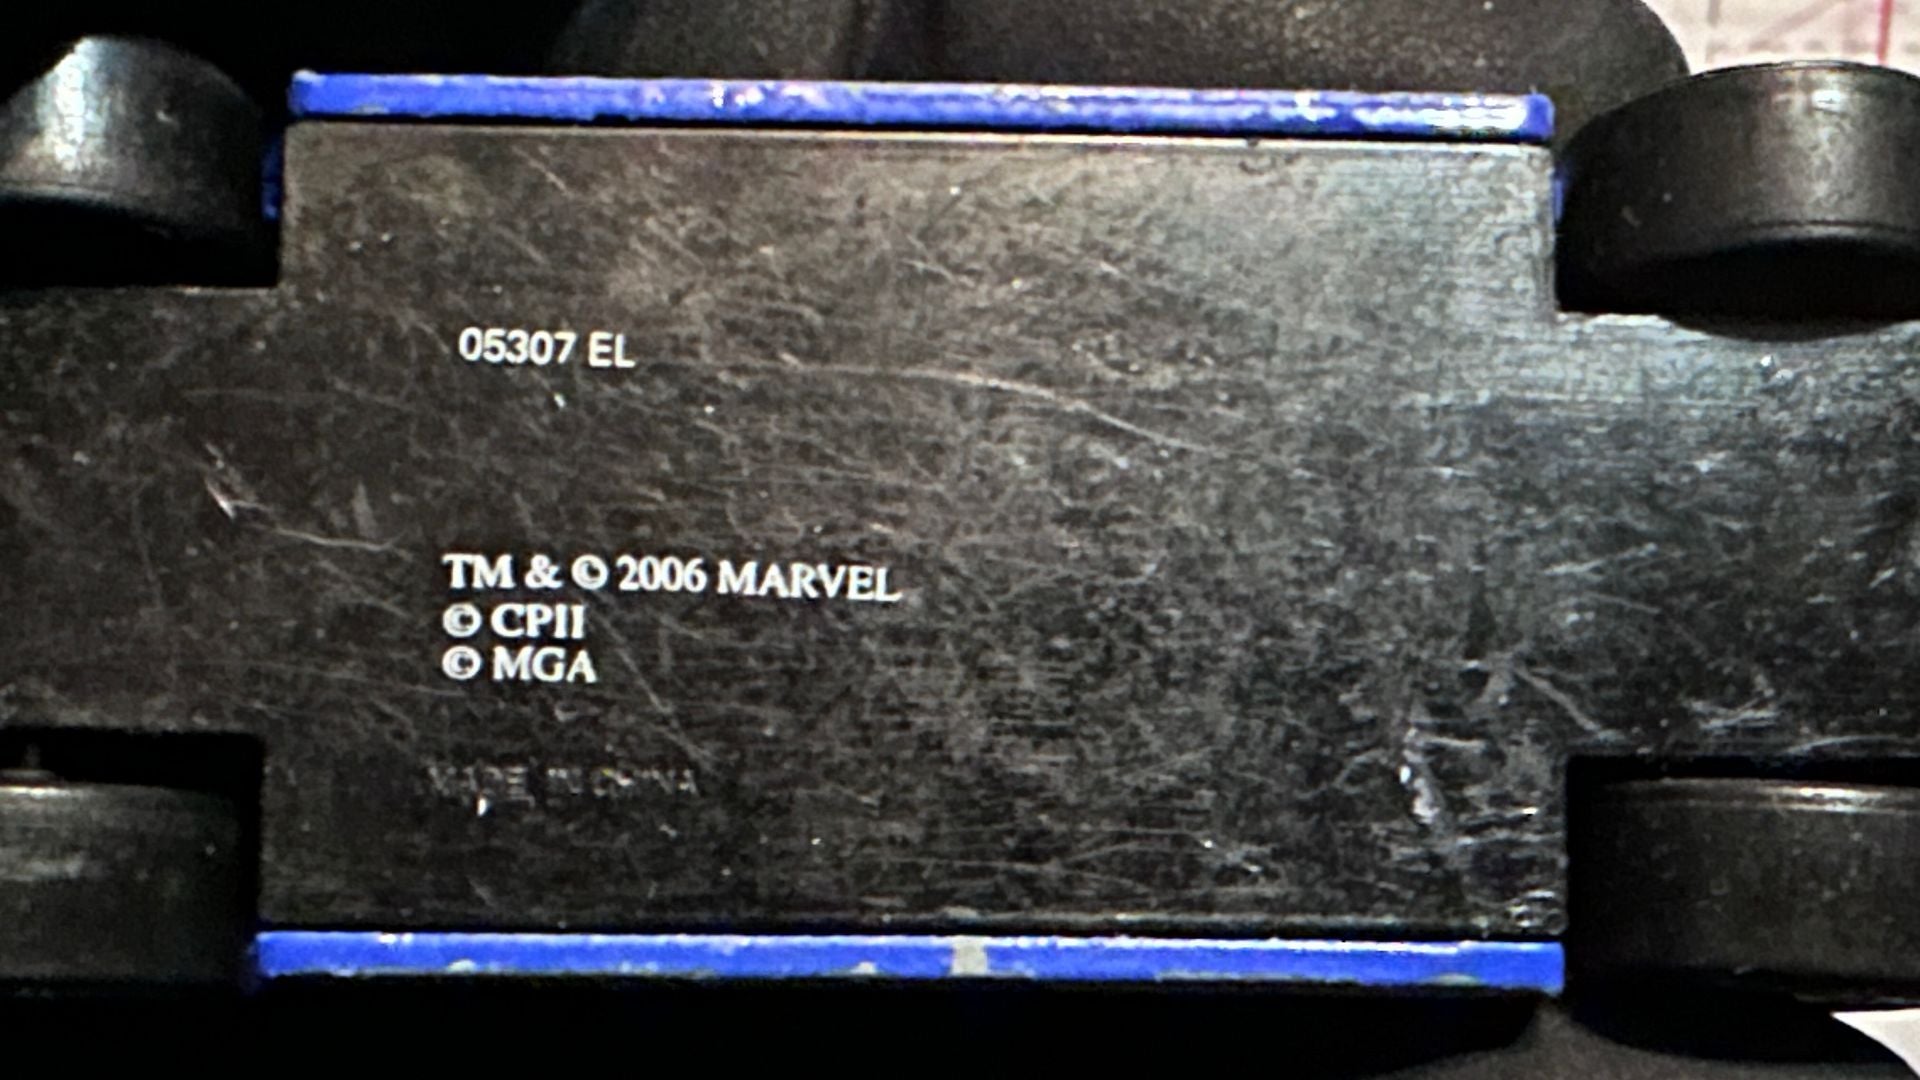 05307 EL
TM & © 2006 MARVEL
© CPII
© MGA
MADE IN CHINA